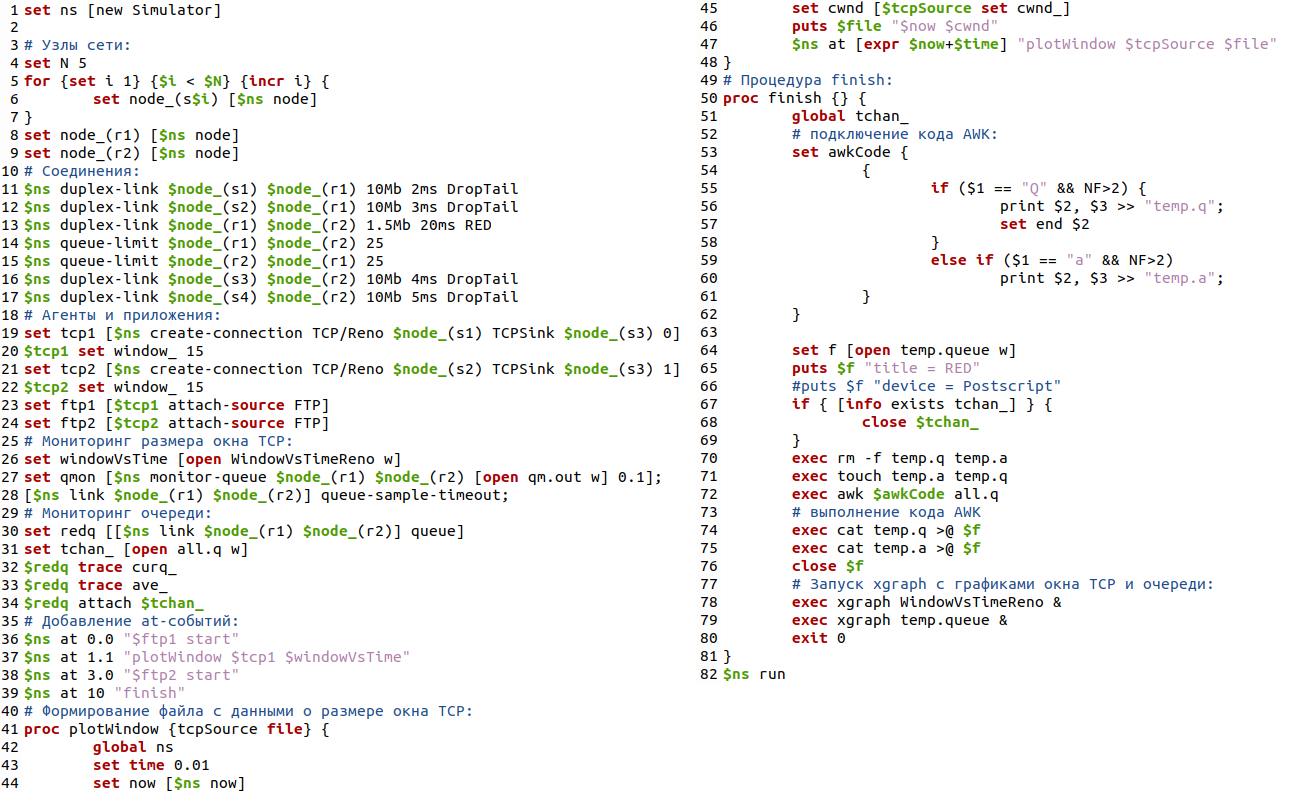 1 set ns [new Simulator]
2
3 # Узлы сети:
4 set N 5
5 for {set i 1} {$i < $N} {incr i} {
6 set node_(s$i) [$ns node]
7 }
8 set node_(r1) [$ns node]
9 set node_(r2) [$ns node]
10 # Соединения:
11 $ns duplex-link $node_(s1) $node_(r1) 10Mb 2ms DropTail
12 $ns duplex-link $node_(s2) $node_(r1) 10Mb 3ms DropTail
13 $ns duplex-link $node_(r1) $node_(r2) 1.5Mb 20ms RED
14 $ns queue-limit $node_(r1) $node_(r2) 25
15 $ns queue-limit $node_(r2) $node_(r1) 25
16 $ns duplex-link $node_(s3) $node_(r2) 10Mb 4ms DropTail
17 $ns duplex-link $node_(s4) $node_(r2) 10Mb 5ms DropTail
18 # Агенты и приложения:
19 set tcp1 [$ns create-connection TCP/Reno $node_(s1) TCPSink $node_(s3) 0]
20 $tcp1 set window_ 15
21 set tcp2 [$ns create-connection TCP/Reno $node_(s2) TCPSink $node_(s3) 1]
22 $tcp2 set window_ 15
23 set ftp1 [$tcp1 attach-source FTP]
24 set ftp2 [$tcp2 attach-source FTP]
25 # Мониторинг размера окна TCP:
26 set windowVsTime [open WindowVsTimeReno w]
27 set qmon [$ns monitor-queue $node_(r1) $node_(r2) [open qm.out w] 0.1];
28 [$ns link $node_(r1) $node_(r2)] queue-sample-timeout;
29 # Мониторинг очереди:
30 set redq [[$ns link $node_(r1) $node_(r2)] queue]
31 set tchan_ [open all.q w]
32 $redq trace curq_
33 $redq trace ave_
34 $redq attach $tchan_
35 # Добавление at-событий:
36 $ns at 0.0 "$ftp1 start"
37 $ns at 1.1 "plotWindow $tcp1 $windowVsTime"
38 $ns at 3.0 "$ftp2 start"
39 $ns at 10 "finish"
40 # Формирование файла с данными о размере окна TCP:
41 proc plotWindow {tcpSource file} {
42 global ns
43 set time 0.01
44 set now [$ns now]
45 set cwnd [$tcpSource set cwnd_]
46 puts $file "$now $cwnd"
47 $ns at [expr $now+$time] "plotWindow $tcpSource $file"
48 }
49 # Процедура finish:
50 proc finish {} {
51 global tchan_
52 # подключение кода AWK:
53 set awkCode {
54 {
55 if ($1 == "Q" && NF>2) {
56 print $2, $3 >> "temp.q";
57 set end $2
58 }
59 else if ($1 == "a" && NF>2)
60 print $2, $3 >> "temp.a";
61 }
62 }
63
64 set f [open temp.queue w]
65 puts $f "title = RED"
66 #puts $f "device = Postscript"
67 if { [info exists tchan_] } {
68 close $tchan_
69 }
70 exec rm -f temp.q temp.a
71 exec touch temp.a temp.q
72 exec awk $awkCode all.q
73 # выполнение кода AWK
74 exec cat temp.q >@ $f
75 exec cat temp.a >@ $f
76 close $f
77 # Запуск xgraph с графиками окна TCP и очереди:
78 exec xgraph WindowVsTimeReno &
79 exec xgraph temp.queue &
80 exit 0
81 }
82 $ns run